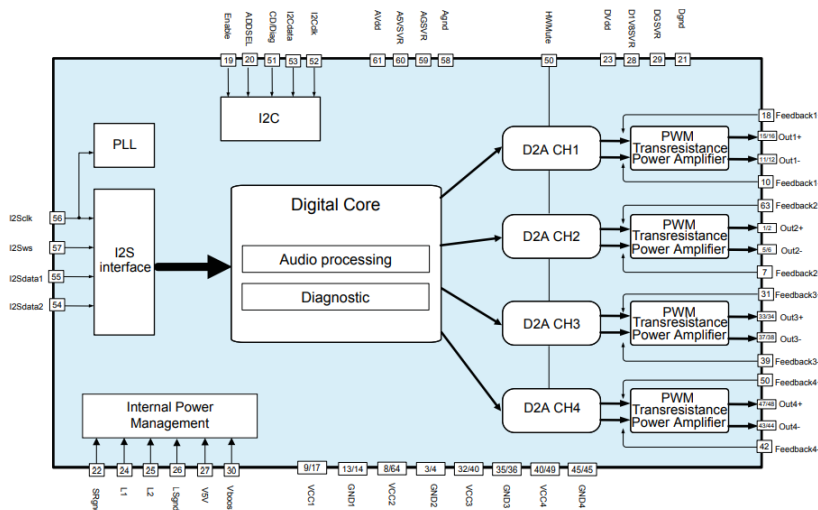 Enable
ADDSEL
CD/Diag
I2Cdata
I2Cclk
AVdd
A5VSVR
AGSVR
Agnd
HWMute
DVdd
D1V8SVR
DGSVR
Dgnd
19
20
51
53
52
61
60
59
58
50
23
28
29
21
I2C
PLL
I2Sclk
56
I2Sws
57
I2Sdata1
55
I2Sdata2
54
I2S
interface
Digital Core
Audio processing
Diagnostic
D2A CH1
D2A CH2
D2A CH3
D2A CH4
PWM
Transresistance
Power Amplifier
18
Feedback1
15/16
Out1+
11/12
Out1-
10
Feedback1
PWM
Transresistance
Power Amplifier
63
Feedback2
1/2
Out2+
5/6
Out2-
7
Feedback2
PWM
Transresistance
Power Amplifier
31
Feedback3
33/34
Out3+
37/38
Out3-
39
Feedback3-
PWM
Transresistance
Power Amplifier
50
Feedback4
47/48
Out4+
43/44
Out4-
42
Feedback4-
Internal Power
Management
22
24
25
26
27
30
9/17
13/14
8/64
3/4
32/40
35/36
40/49
45/45
SRgn
L1
L2
LSgnd
V5V
Vboos
VCC1
GND1
VCC2
GND2
VCC3
GND3
VCC4
GND4